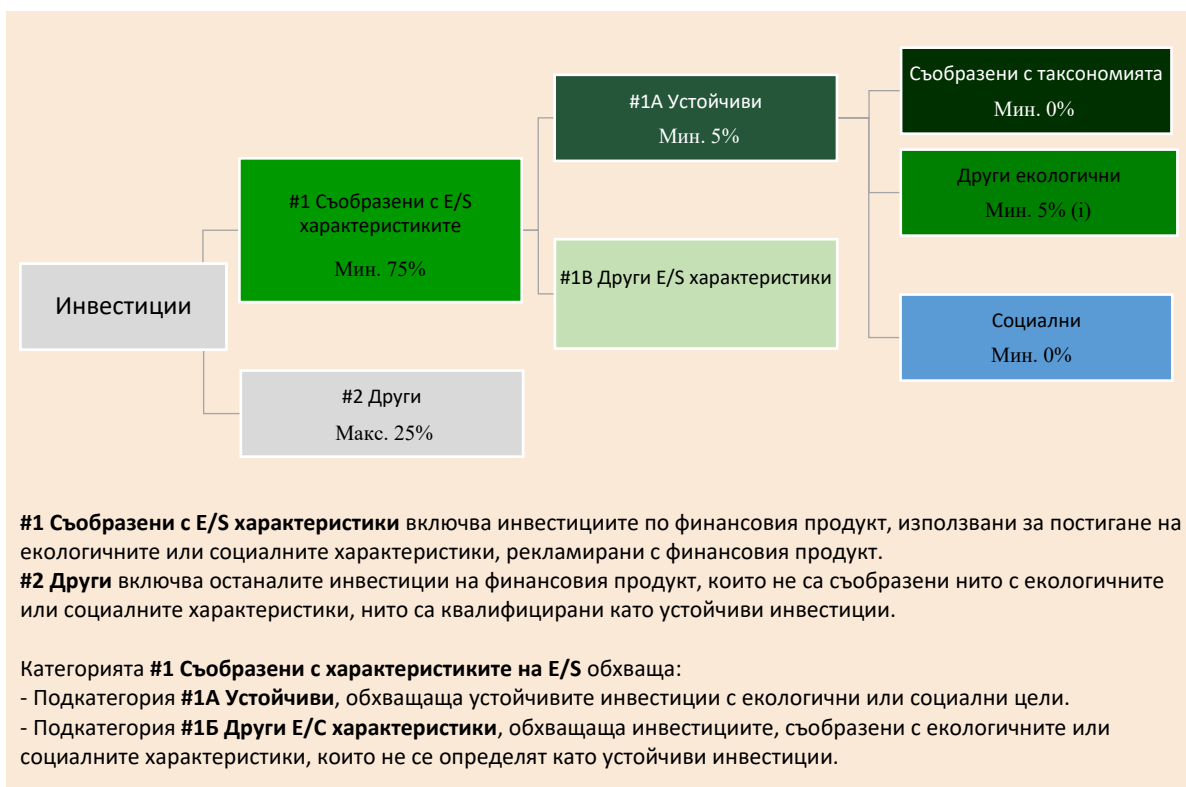 Инвестиции
#1 Съобразени с E/S
характеристиките
Мин. 75%
#2 Други
Макс. 25%
#1A Устойчиви
Мин. 5%
#1B Други E/S характеристики
Съобразени с таксономията
Мин. 0%
Други екологични
Мин. 5% (i)
Социални
Мин. 0%
#1 Съобразени с E/S характеристики включва инвестициите по финансовия продукт, използвани за постигане на
екологичните или социалните характеристики, рекламирани с финансовия продукт.
#2 Други включва останалите инвестиции на финансовия продукт, които не са съобразени нито с екологичните
или социалните характеристики, нито са квалифицирани като устойчиви инвестиции.
Категорията #1 Съобразени с характеристиките на E/S обхваща:
- Подкатегория #1A Устойчиви, обхващаща устойчивите инвестиции с екологични или социални цели.
- Подкатегория #1Б Други Е/С характеристики, обхващаща инвестициите, съобразени с екологичните или
социалните характеристики, които не се определят като устойчиви инвестиции.